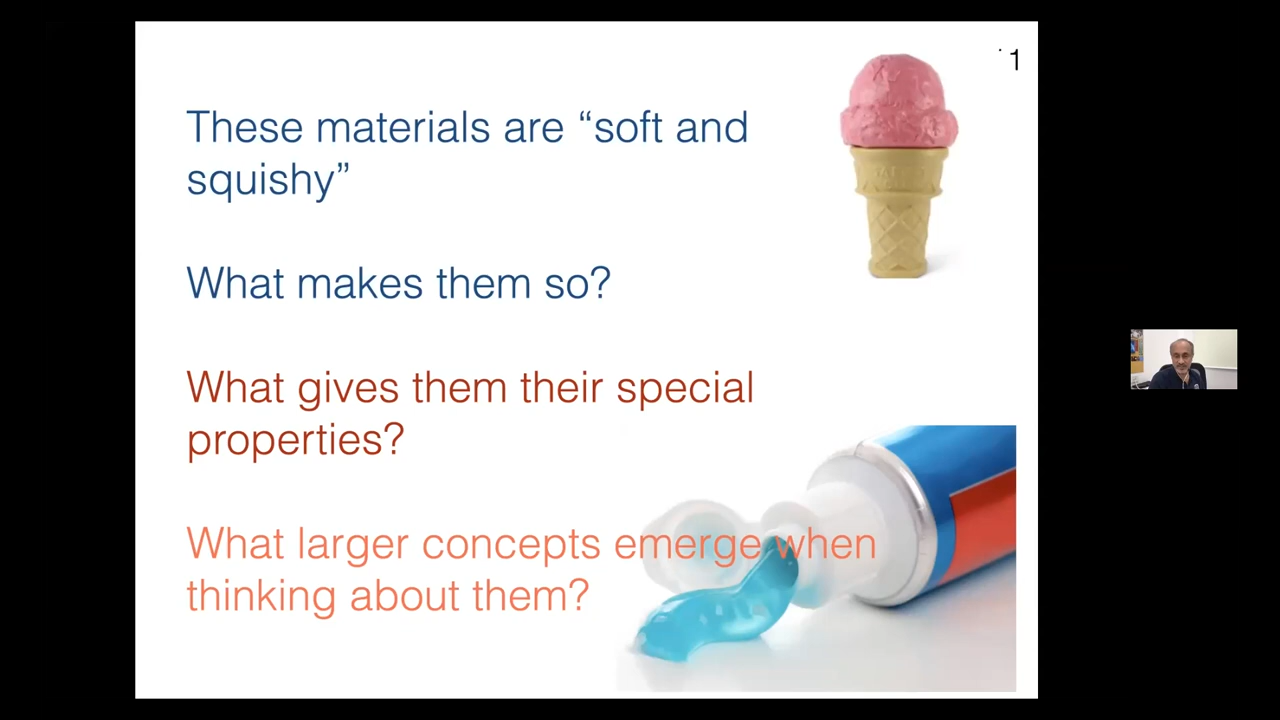 1
These materials are “soft and
squishy”
What makes them so?
What gives them their special
properties?
What larger concepts emerge when
thinking about them?